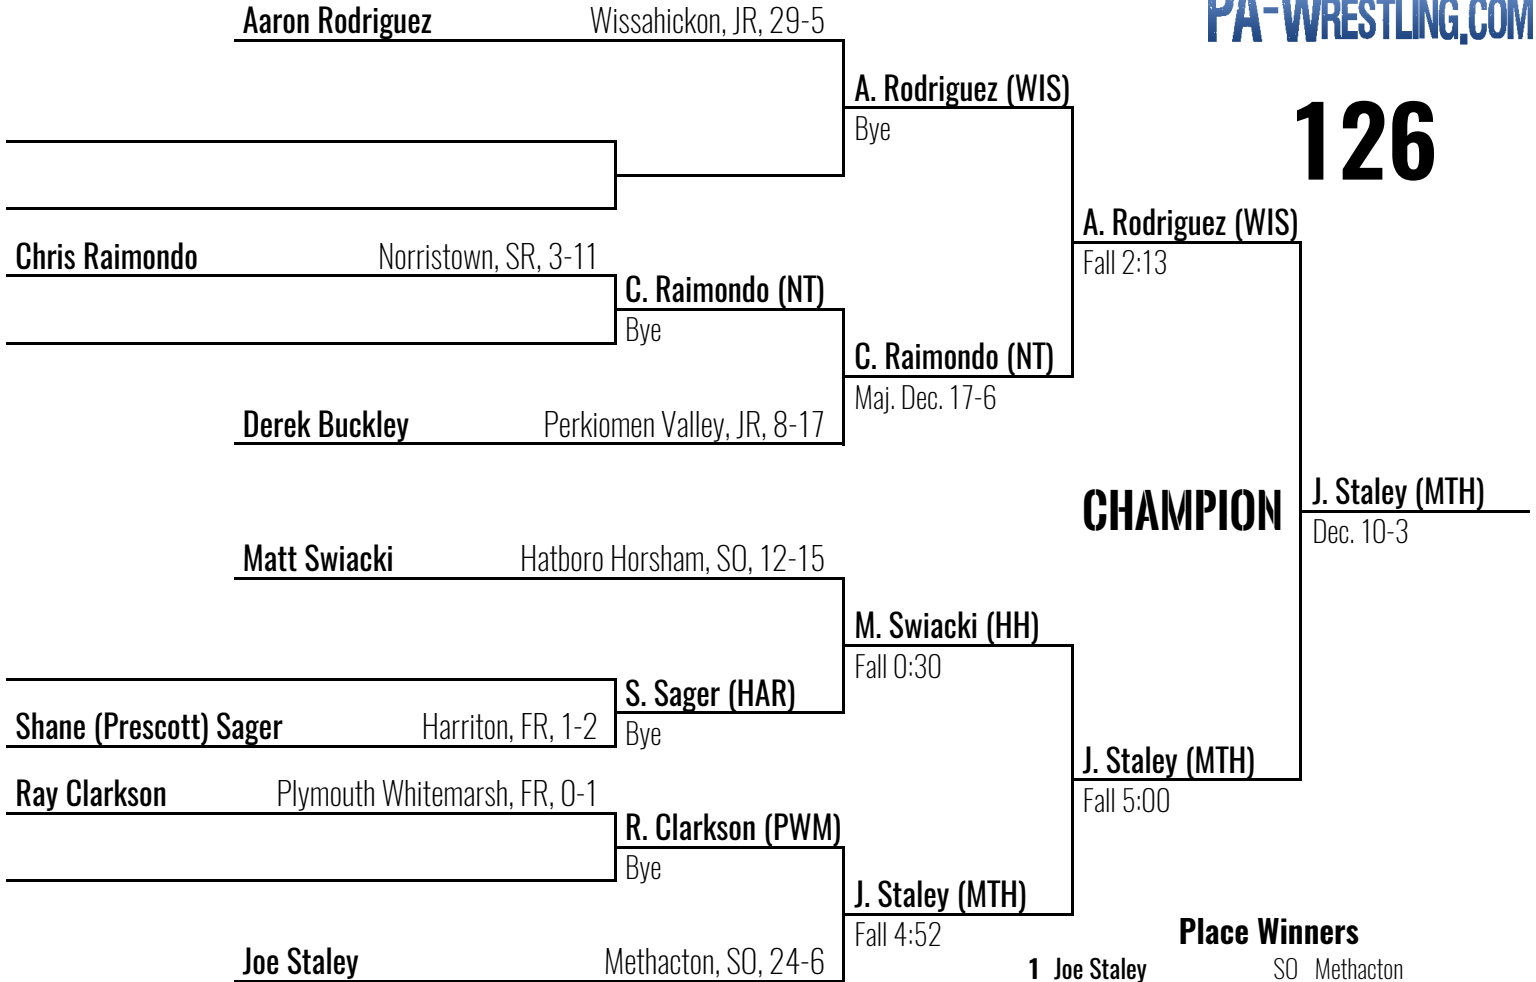 Aaron Rodriguez Wissahickon, JR, 29-5
PA-WRESTLING.COM
A. Rodriguez (WIS)
Bye
126
A. Rodriguez (WIS)
Fall 2:13
Chris Raimondo Norristown, SR, 3-11
C. Raimondo (NT)
Bye
C. Raimondo (NT)
Maj. Dec. 17-6
Derek Buckley Perkiomen Valley, JR, 8-17
CHAMPION
J. Staley (MTH)
Dec. 10-3
Matt Swiacki Hatboro Horsham, SO, 12-15
M. Swiacki (HH)
Fall 0:30
S. Sager (HAR)
Bye
Shane (Prescott) Sager Harriton, FR, 1-2
J. Staley (MTH)
Fall 5:00
Ray Clarkson Plymouth Whitemarsh, FR, 0-1
R. Clarkson (PWM)
Bye
J. Staley (MTH)
Fall 4:52
Joe Staley Methacton, SO, 24-6
Place Winners
1 Joe Staley SO Methacton